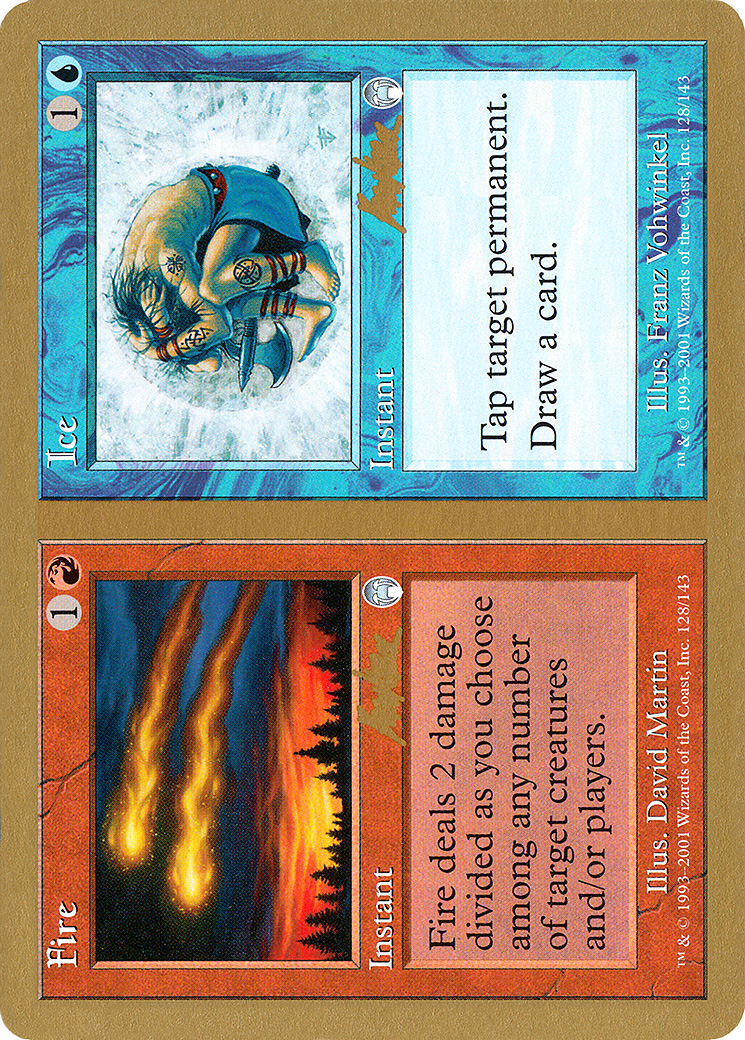 Fire
1
Instant
Fire deals 2 damage
divided as you choose
among any number
of target creatures
and/or players.
Illus. David Martin
™ & © 1993–2001 Wizards of the Coast, Inc. 128/143
Ice
1
Instant
Tap target permanent.
Draw a card.
Illus. Franz Vohwinkel
™ & © 1993–2001 Wizards of the Coast, Inc. 128/143